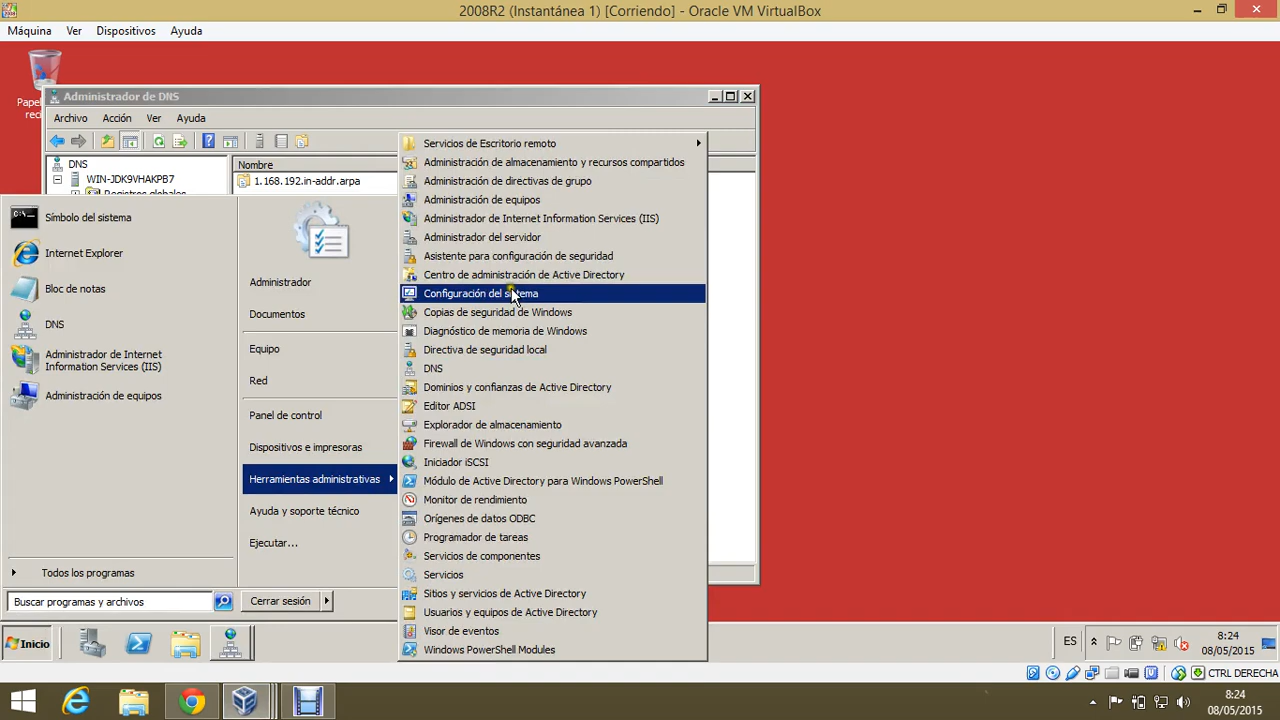 2008R2 (Instantánea 1) [Corriendo] - Oracle VM VirtualBox
Máquina Ver Dispositivos Ayuda
Administrador de DNS
Archivo Acción Ver Ayuda
DNS
WIN-JDK9VHAKPB7
Registros globales
Nombre
1.168.192.in-addr.arpa
Símbolo del sistema
Internet Explorer
Bloc de notas
DNS
Administrador de Internet
Information Services (IIS)
Administración de equipos
Todos los programas
Buscar programas y archivos
Administrador
Documentos
Equipo
Red
Panel de control
Dispositivos e impresoras
Herramientas administrativas
Ayuda y soporte técnico
Ejecutar...
Cerrar sesión
Servicios de Escritorio remoto
Administración de almacenamiento y recursos compartidos
Administración de directivas de grupo
Administración de equipos
Administrador de Internet Information Services (IIS)
Administrador del servidor
Asistente para configuración de seguridad
Centro de administración de Active Directory
Configuración del sistema
Copias de seguridad de Windows
Diagnóstico de memoria de Windows
Directiva de seguridad local
DNS
Dominios y confianzas de Active Directory
Editor ADSI
Explorador de almacenamiento
Firewall de Windows con seguridad avanzada
Iniciador iSCSI
Módulo de Active Directory para Windows PowerShell
Monitor de rendimiento
Orígenes de datos ODBC
Programador de tareas
Servicios de componentes
Servicios
Sitios y servicios de Active Directory
Usuarios y equipos de Active Directory
Visor de eventos
Windows PowerShell Modules
Inicio
ES
8:24
08/05/2015
CTRL DERECHA
8:24
08/05/2015